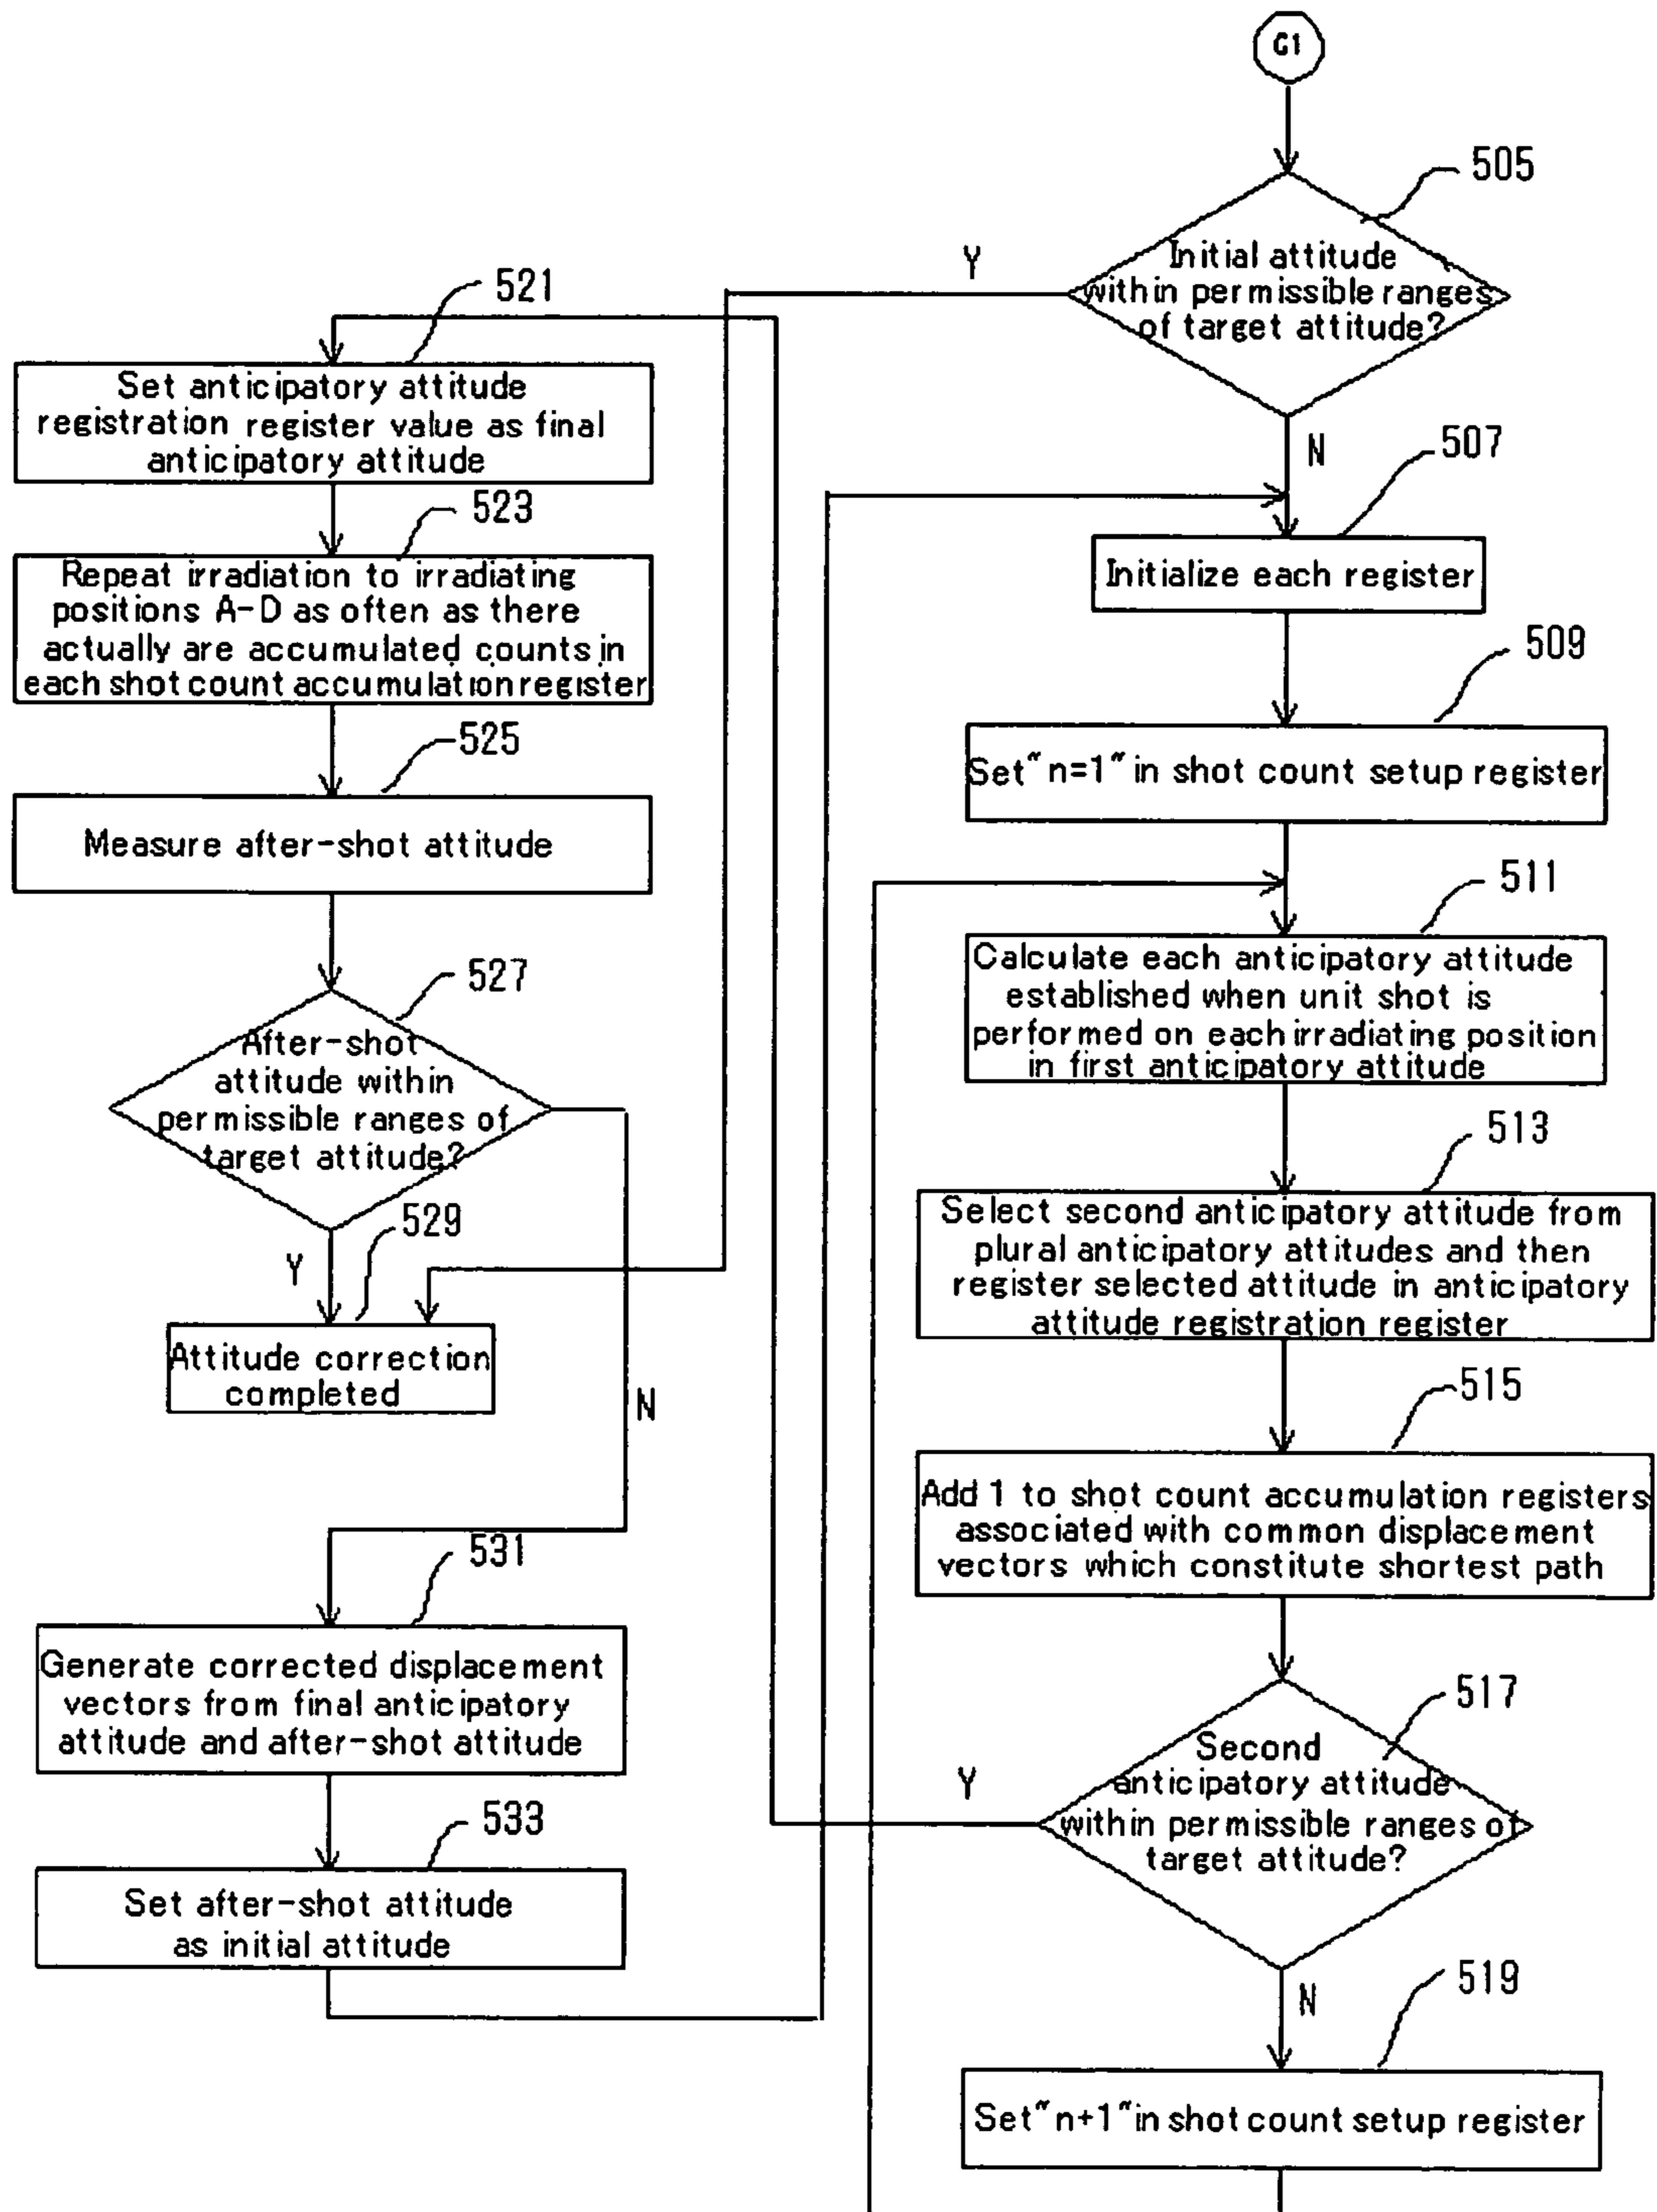 G1
505
Initial attitude
within permissible ranges
of target attitude?
Y
N
507
Initialize each register
509
Set "n=1" in shot count setup register
511
Calculate each anticipatory attitude
established when unit shot is
performed on each irradiating position
in first anticipatory attitude
513
Select second anticipatory attitude from
plural anticipatory attitudes and then
register selected attitude in anticipatory
attitude registration register
515
Add 1 to shot count accumulation registers
associated with common displacement
vectors which constitute shortest path
517
Second
anticipatory attitude
within permissible ranges of
target attitude?
Y
N
519
Set "n+1" in shot count setup register
521
Set anticipatory attitude
registration register value as final
anticipatory attitude
523
Repeat irradiation to irradiating
positions A-D as often as there
actually are accumulated counts in
each shot count accumulation register
525
Measure after-shot attitude
527
After-shot
attitude within
permissible ranges of
target attitude?
Y
N
529
Attitude correction
completed
531
Generate corrected displacement
vectors from final anticipatory
attitude and after-shot attitude
533
Set after-shot attitude
as initial attitude